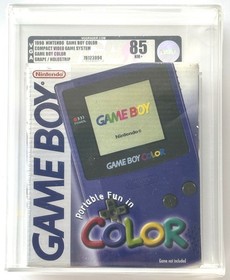 1998 NINTENDO GAME BOY COLOR
COMPACT VIDEO GAME SYSTEM
GAME BOY COLOR
GRAPE / HOLOSTRIP
85
NM+
Nintendo
GAME BOY
GAME BOY
Nintendo
GAME BOY COLOR
Portable Fun in
COLOR